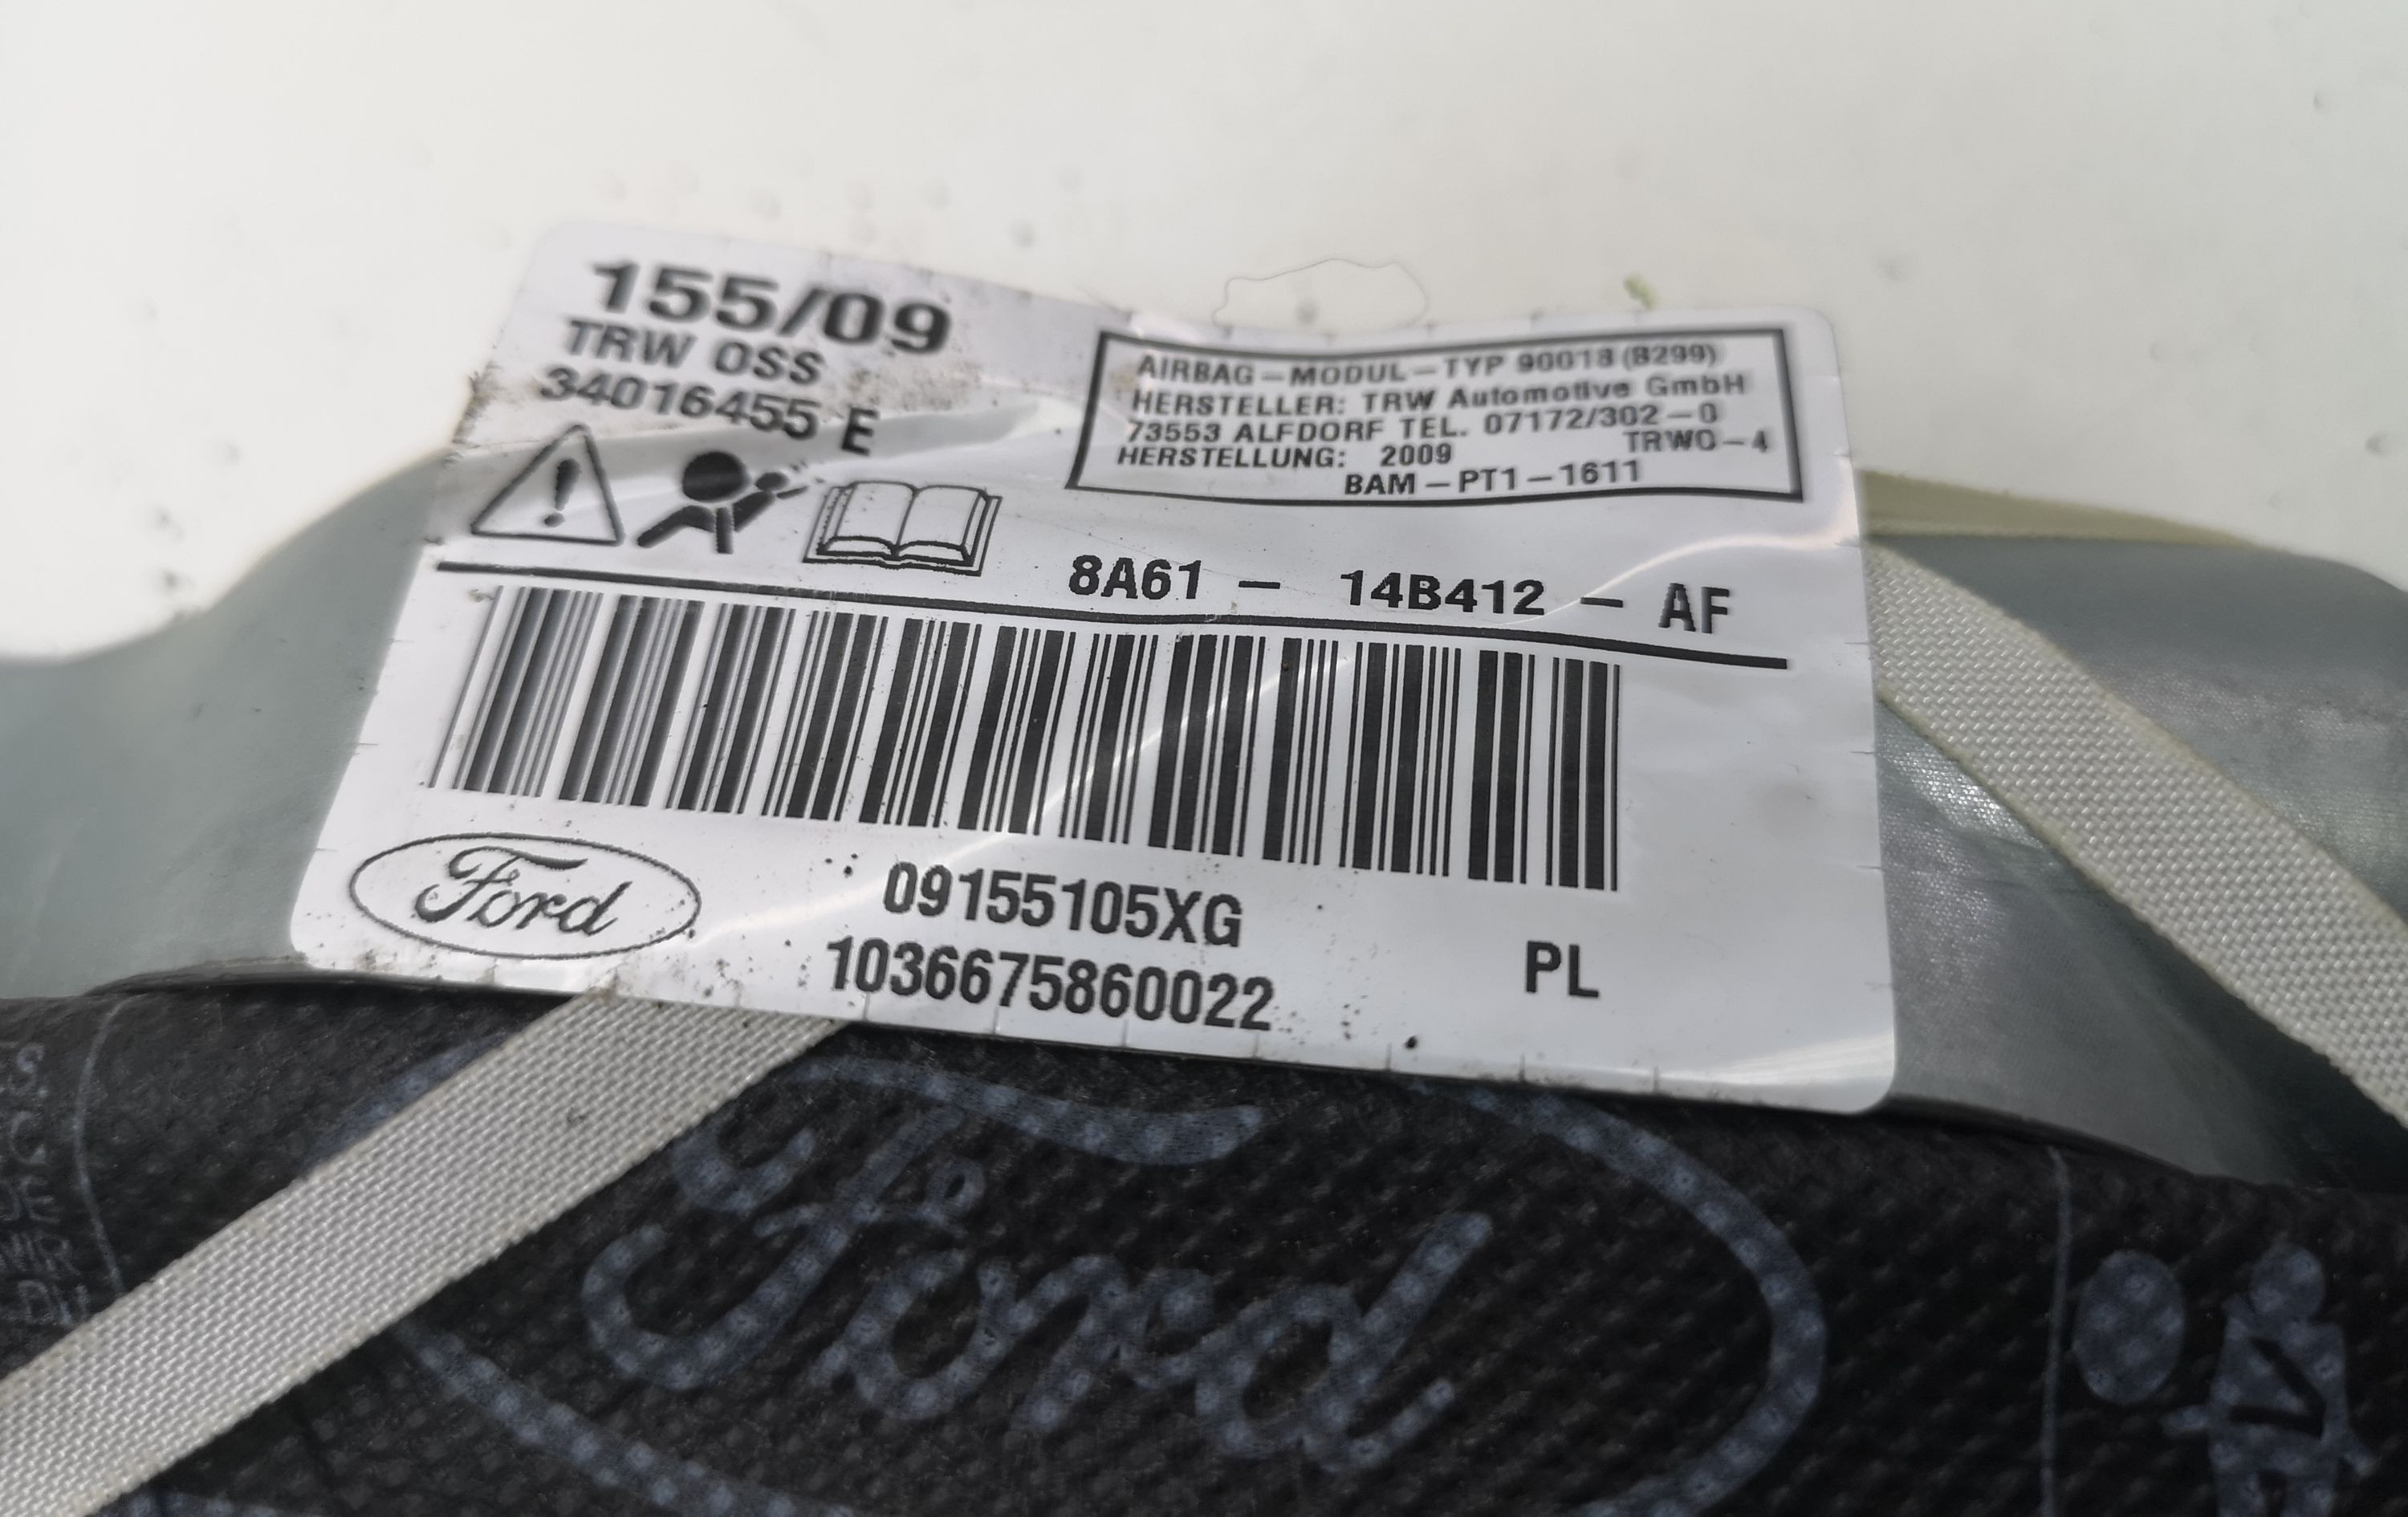 155/09
TRW OSS
34016455 E
AIRBAG-MODUL-TYP 90018 (B299)
HERSTELLER: TRW Automotive GmbH
73553 ALFDORF TEL. 07172/302-0
HERSTELLUNG: 2009 TRWO-4
BAM-PT1-1611
8A61 - 14B412 - AF
Ford
09155105XG
1036675860022
PL
Ford